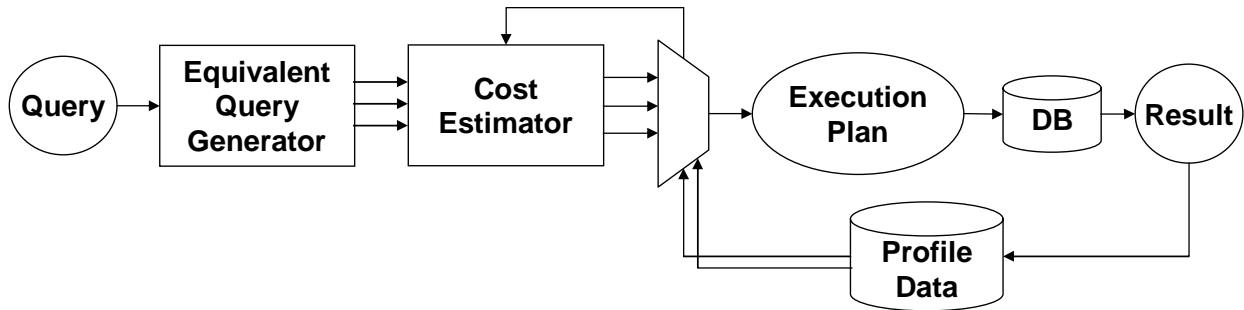 Query
Equivalent
Query
Generator
Cost
Estimator
Execution
Plan
DB
Result
Profile
Data